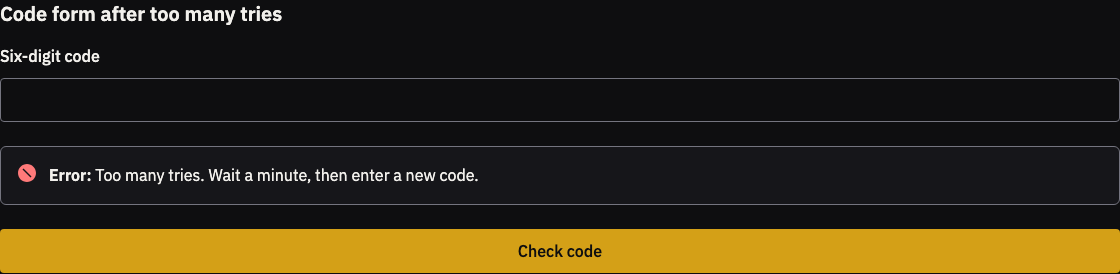 Code form after too many tries
Six-digit code
Error: Too many tries. Wait a minute, then enter a new code.
Check code